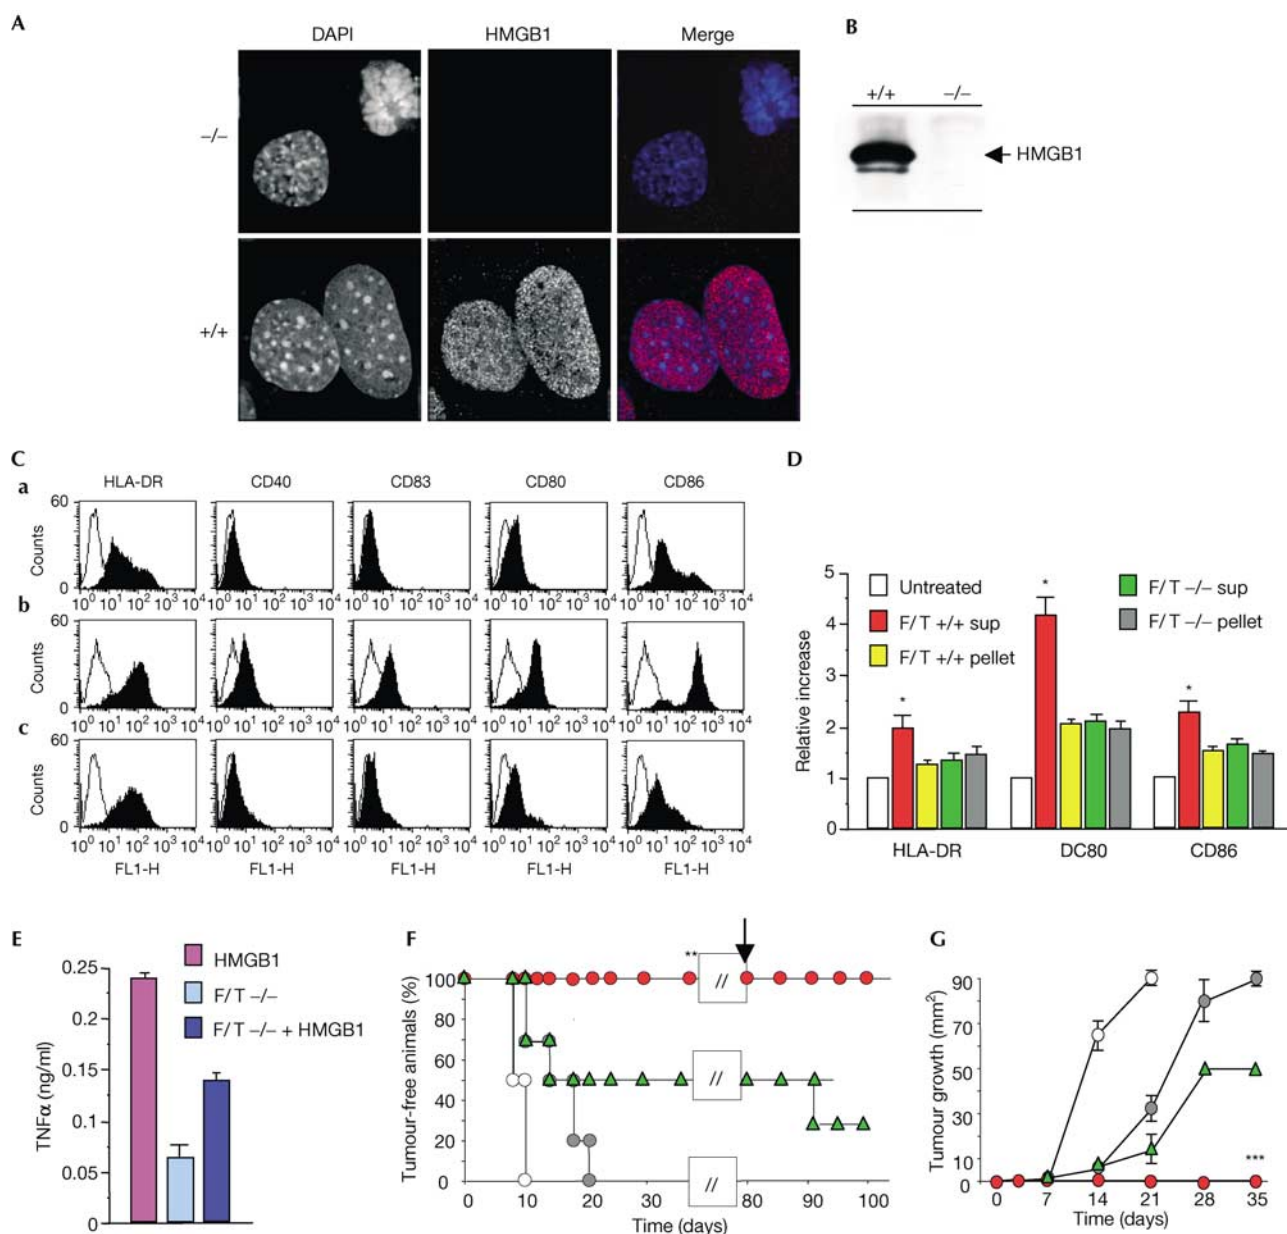 A
DAPI
HMGB1
Merge
−/−
+/+
B
+/+
−/−
HMGB1
C
HLA-DR
CD40
CD83
CD80
CD86
a
60
Counts
0
10⁰ 10¹ 10² 10³ 10⁴
10⁰ 10¹ 10² 10³ 10⁴
10⁰ 10¹ 10² 10³ 10⁴
10⁰ 10¹ 10² 10³ 10⁴
10⁰ 10¹ 10² 10³ 10⁴
b
60
Counts
0
10⁰ 10¹ 10² 10³ 10⁴
10⁰ 10¹ 10² 10³ 10⁴
10⁰ 10¹ 10² 10³ 10⁴
10⁰ 10¹ 10² 10³ 10⁴
10⁰ 10¹ 10² 10³ 10⁴
c
60
Counts
0
10⁰ 10¹ 10² 10³ 10⁴
10⁰ 10¹ 10² 10³ 10⁴
10⁰ 10¹ 10² 10³ 10⁴
10⁰ 10¹ 10² 10³ 10⁴
10⁰ 10¹ 10² 10³ 10⁴
FL1-H
FL1-H
FL1-H
FL1-H
FL1-H
D
Relative increase
5
4
3
2
1
0
Untreated
F/T +/+ sup
F/T +/+ pellet
F/T −/− sup
F/T −/− pellet
*
*
*
HLA-DR
DC80
CD86
E
HMGB1
F/T −/−
F/T −/− + HMGB1
TNFα (ng/ml)
0.25
0.2
0.15
0.1
0.05
0
F
Tumour-free animals (%)
100
80
60
40
20
0
**
//
//
//
0 10 20 30 40 80 90 100
Time (days)
G
Tumour growth (mm²)
90
70
50
30
10
0
***
0 7 14 21 28 35
Time (days)